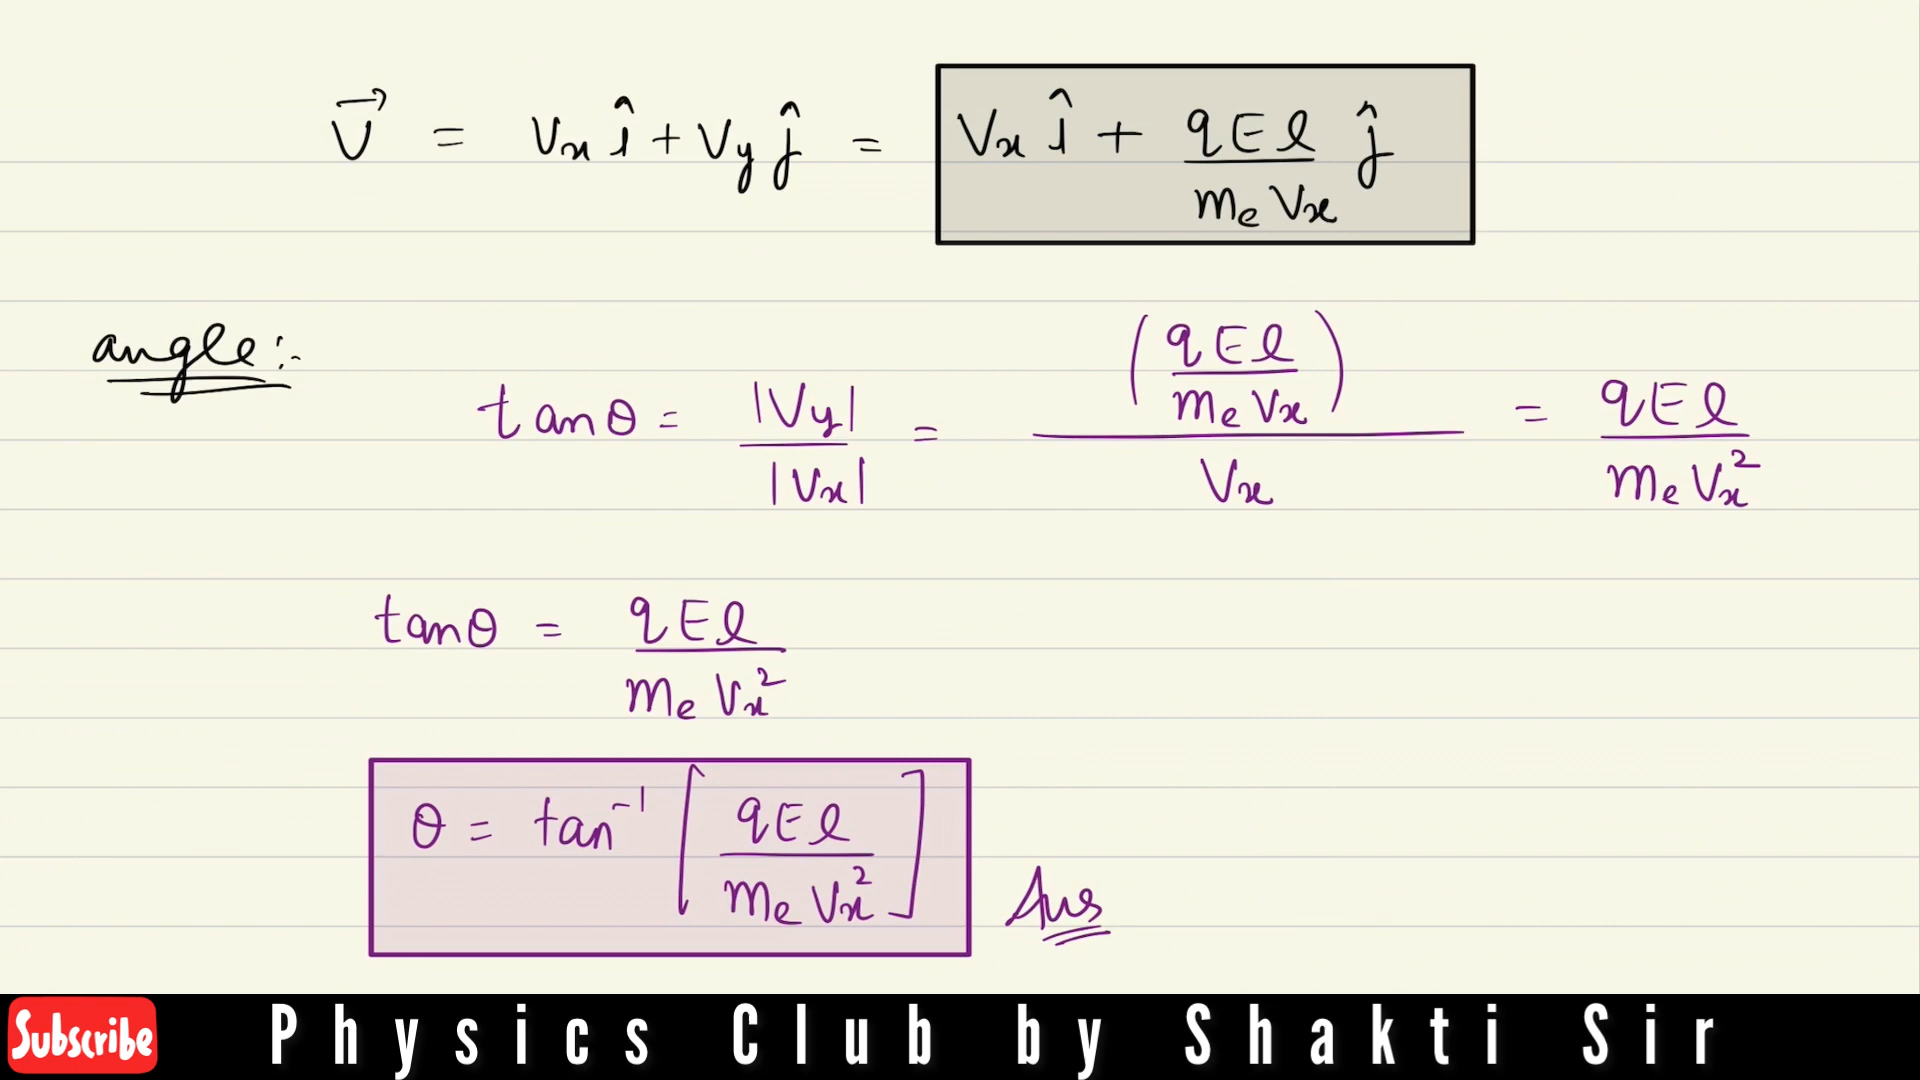 V⃗ = Vx î + Vy ĵ = Vx î + qEl/(me Vx) ĵ
angle:-
tanθ = |Vy|/|Vx| = (qEl/(me Vx))/Vx = qEl/(me Vx²)
tanθ = qEl/(me Vx²)
θ = tan⁻¹ [qEl/(me Vx²)] Ans
Subscribe Physics Club by Shakti Sir